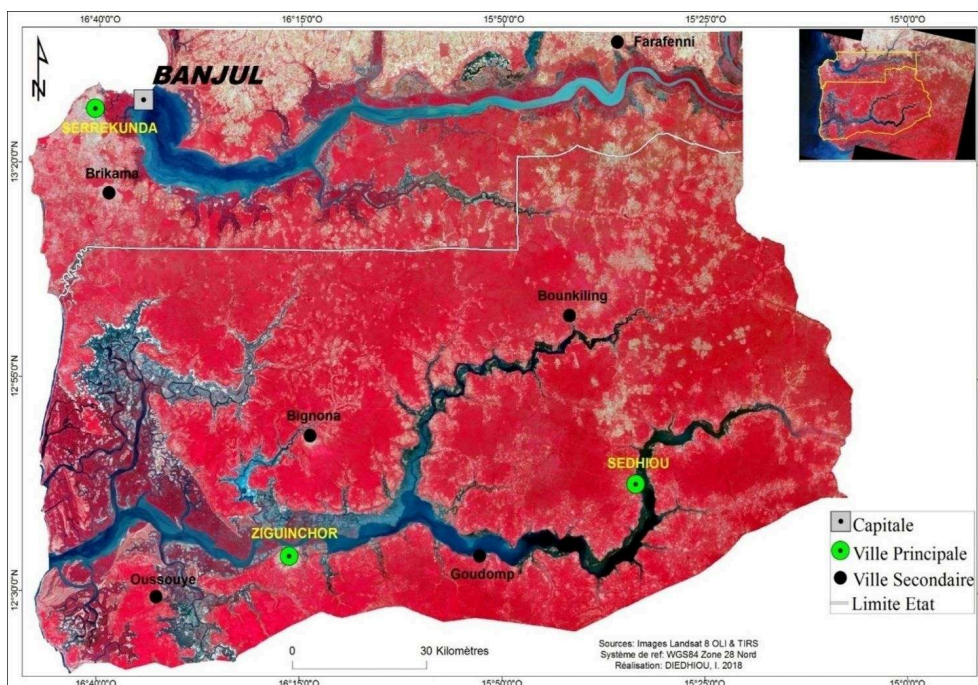 16°40'0"O 16°15'0"O 15°50'0"O 15°25'0"O 15°0'0"O
Farafenni
BANJUL
SERREKUNDA
13°20'0"N
Brikama
Bounkiling
12°55'0"N
Bignona
SEDHIOU
ZIGUINCHOR
Goudomp
12°30'0"N
Oussouye
Capitale
Ville Principale
Ville Secondaire
Limite Etat
0 30 Kilomètres
Sources: Images Landsat 8 OLI & TIRS
Système de ref: WGS84 Zone 28 Nord
Réalisation: DIEDHIOU, I. 2018
16°40'0"O 16°15'0"O 15°50'0"O 15°25'0"O 15°0'0"O